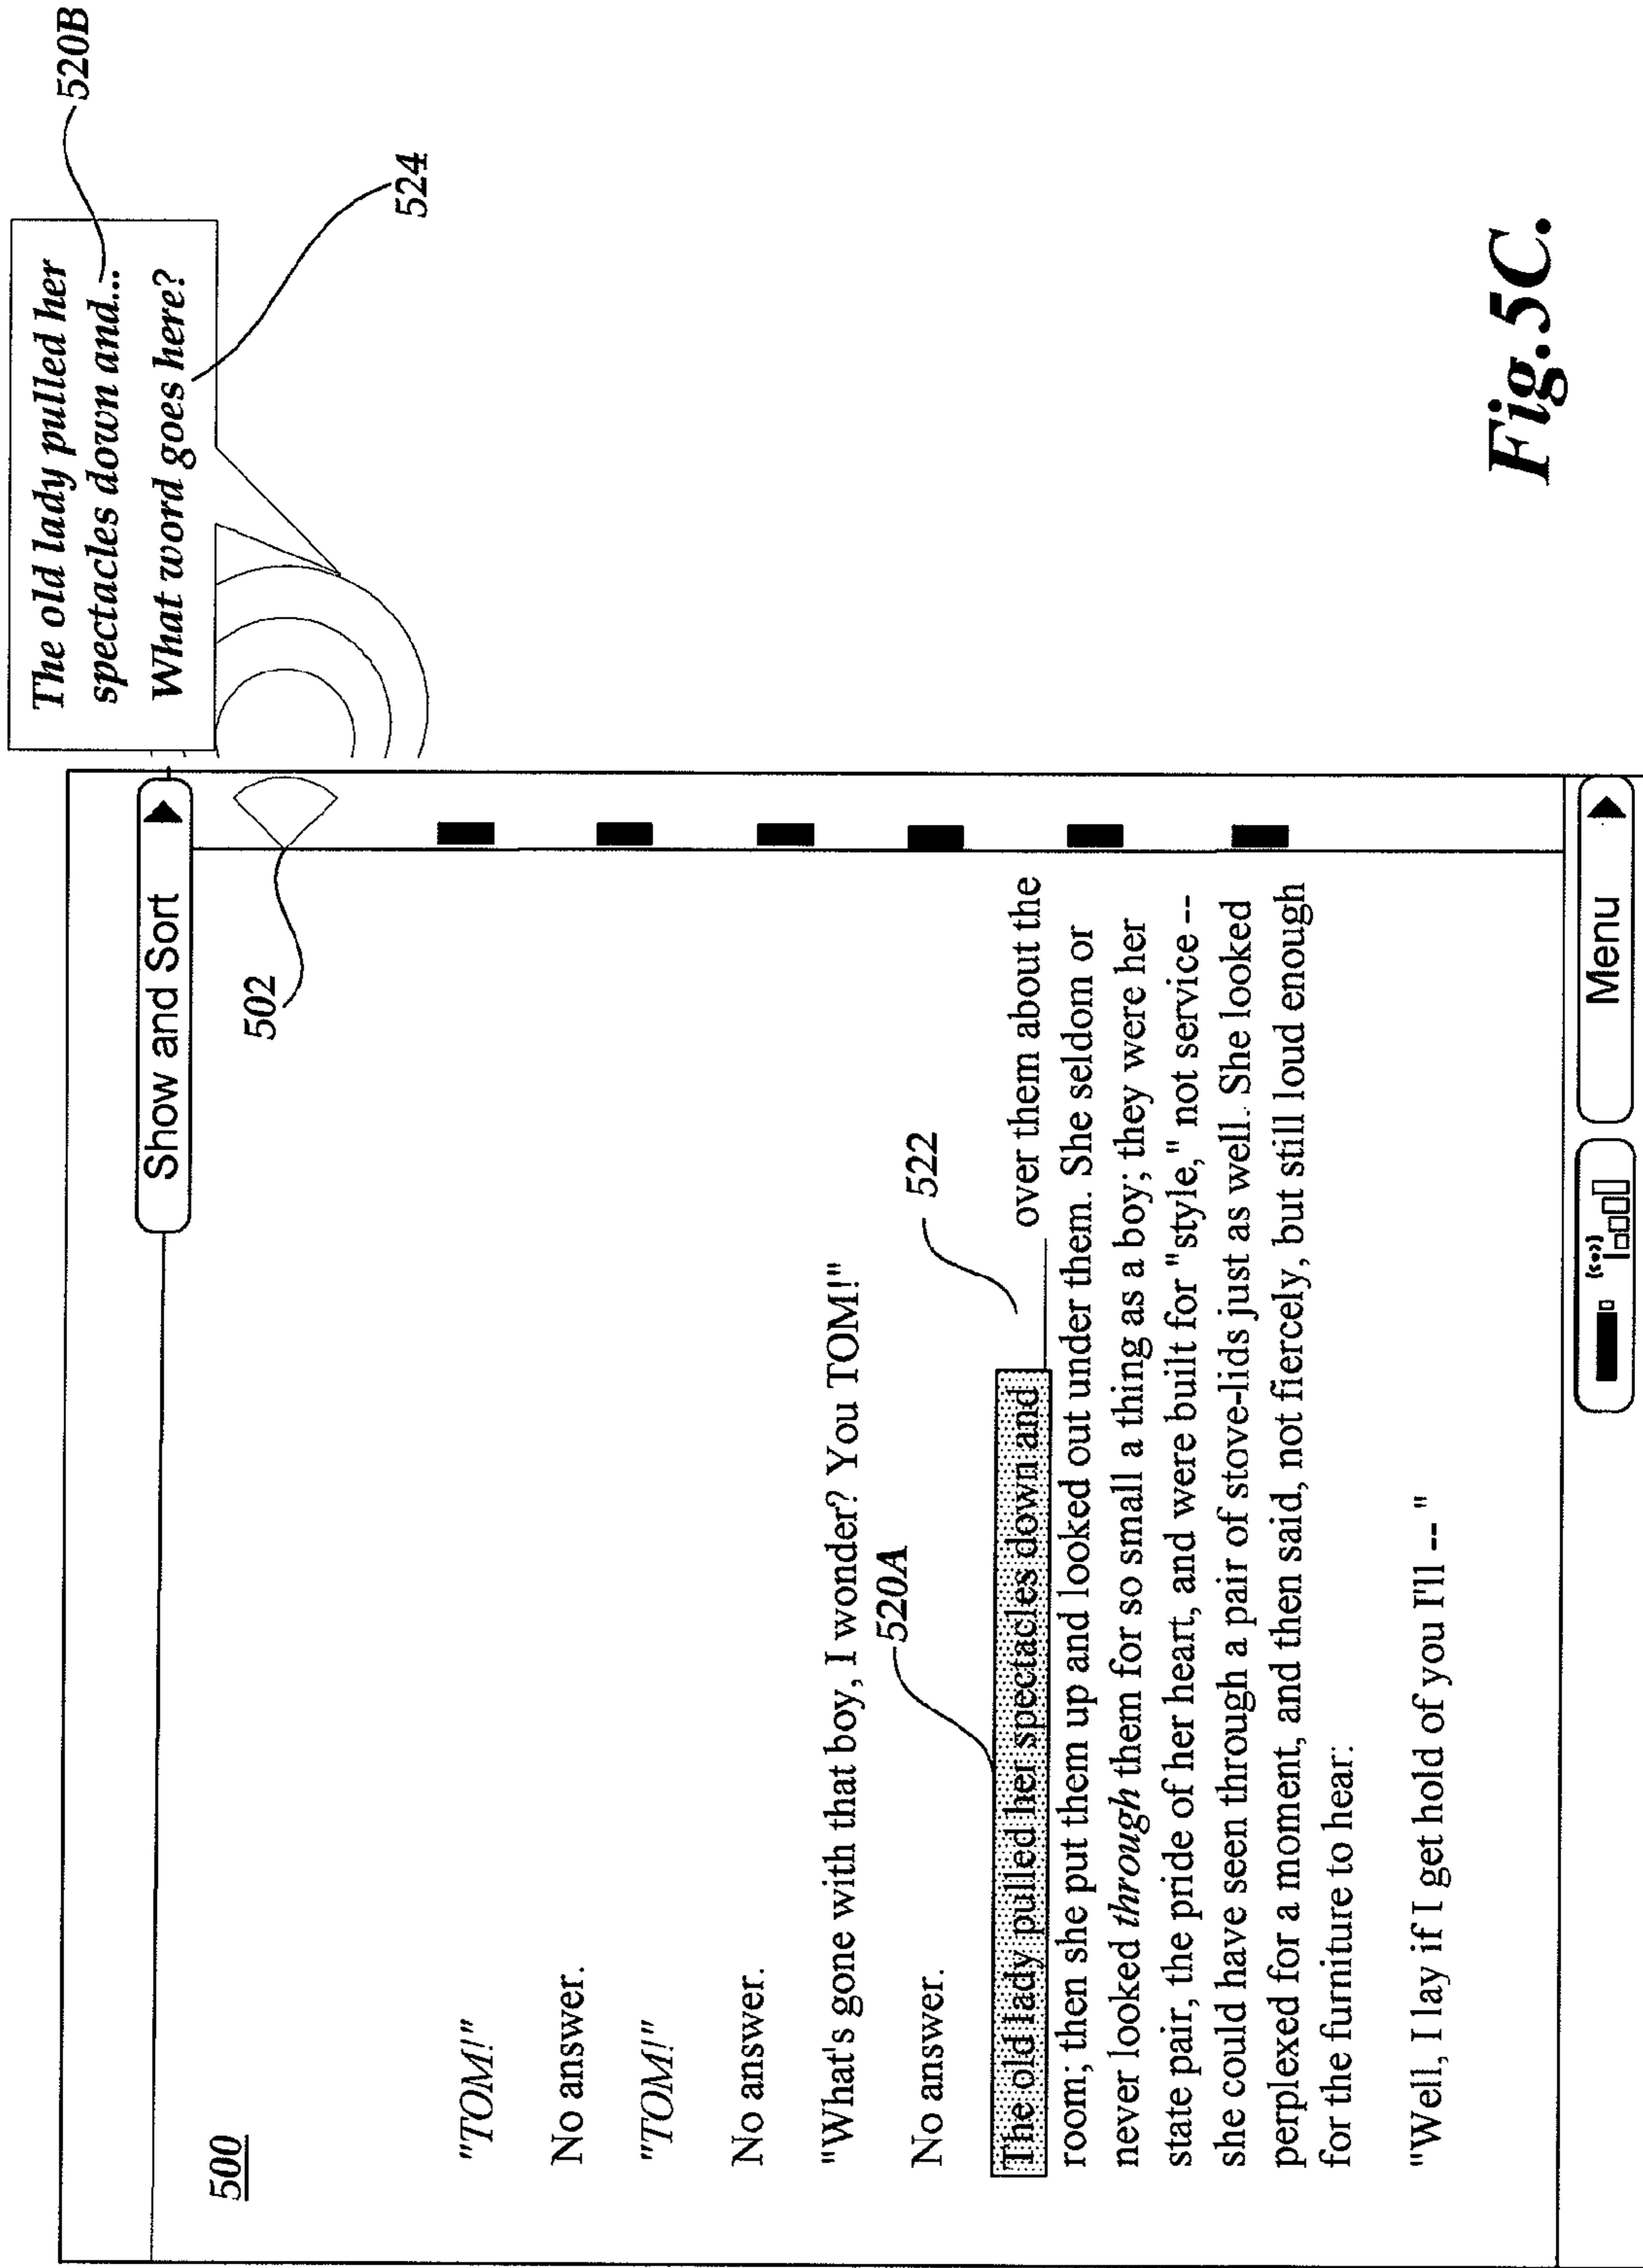 The old lady pulled her
spectacles down and...
What word goes here?
520B
524
Show and Sort
502
500
"TOM!"
No answer.
"TOM!"
No answer.
"What's gone with that boy, I wonder? You TOM!"
No answer.
520A
522
The old lady pulled her spectacles down and over them about the
room; then she put them up and looked out under them. She seldom or
never looked through them for so small a thing as a boy; they were her
state pair, the pride of her heart, and were built for "style," not service --
she could have seen through a pair of stove-lids just as well. She looked
perplexed for a moment, and then said, not fiercely, but still loud enough
for the furniture to hear:
"Well, I lay if I get hold of you I'll -- "
Menu
Fig.5C.